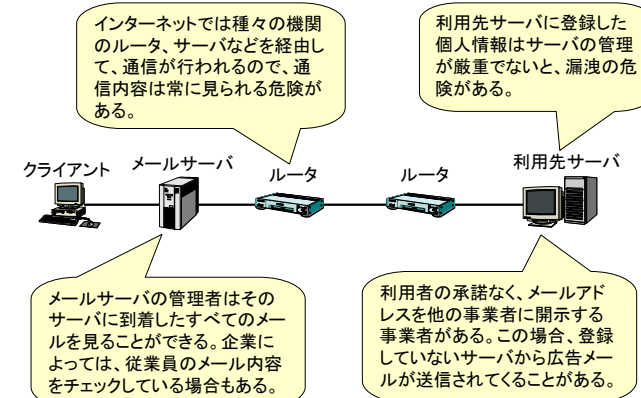 インターネットでは種々の機関
のルータ、サーバなどを経由し
て、通信が行われるので、通
信内容は常に見られる危険が
ある。
利用先サーバに登録した
個人情報はサーバの管理
が厳重でないと、漏洩の危
険がある。
クライアント
メールサーバ
ルータ
ルータ
利用先サーバ
メールサーバの管理者はその
サーバに到着したすべてのメー
ルを見ることができる。企業に
よっては、従業員のメール内容
をチェックしている場合もある。
利用者の承諾なく、メールアド
レスを他の事業者に開示する
事業者がある。この場合、登録
していないサーバから広告メー
ルが送信されてくることがある。